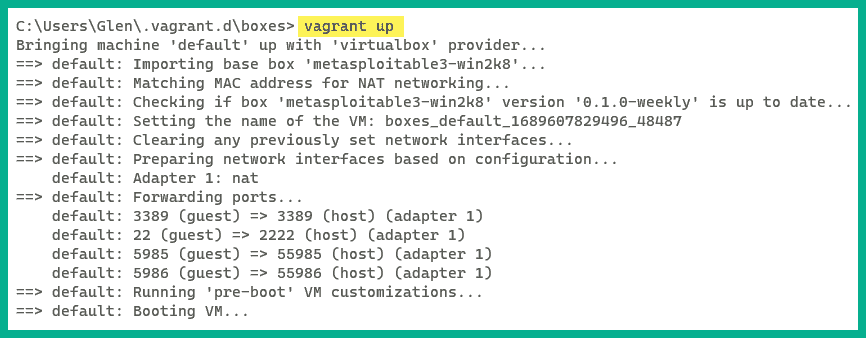 C:\Users\Glen\.vagrant.d\boxes> vagrant up
Bringing machine 'default' up with 'virtualbox' provider...
==> default: Importing base box 'metasploitable3-win2k8'...
==> default: Matching MAC address for NAT networking...
==> default: Checking if box 'metasploitable3-win2k8' version '0.1.0-weekly' is up to date...
==> default: Setting the name of the VM: boxes_default_1689607829496_48487
==> default: Clearing any previously set network interfaces...
==> default: Preparing network interfaces based on configuration...
    default: Adapter 1: nat
==> default: Forwarding ports...
    default: 3389 (guest) => 3389 (host) (adapter 1)
    default: 22 (guest) => 2222 (host) (adapter 1)
    default: 5985 (guest) => 55985 (host) (adapter 1)
    default: 5986 (guest) => 55986 (host) (adapter 1)
==> default: Running 'pre-boot' VM customizations...
==> default: Booting VM...